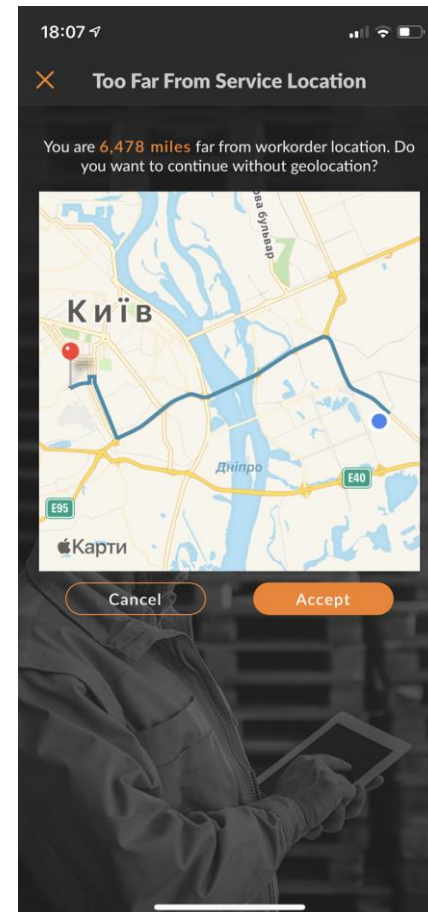 18:07
Too Far From Service Location
You are 6,478 miles far from workorder location. Do
you want to continue without geolocation?
ова бульвар
Київ
Дніпро
E40
E95
Карти
Cancel
Accept